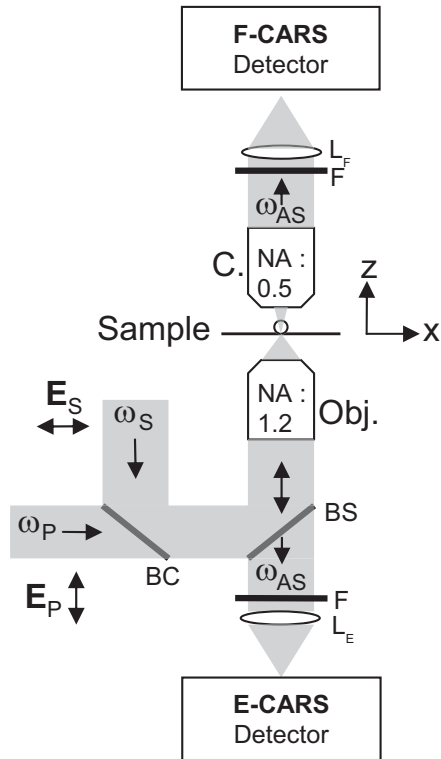 F-CARS
Detector
L_F
F
ω_AS
C.
NA :
0.5
z
x
Sample
NA :
1.2
Obj.
E_S
ω_S
ω_P
BS
BC
E_P
ω_AS
F
L_E
E-CARS
Detector